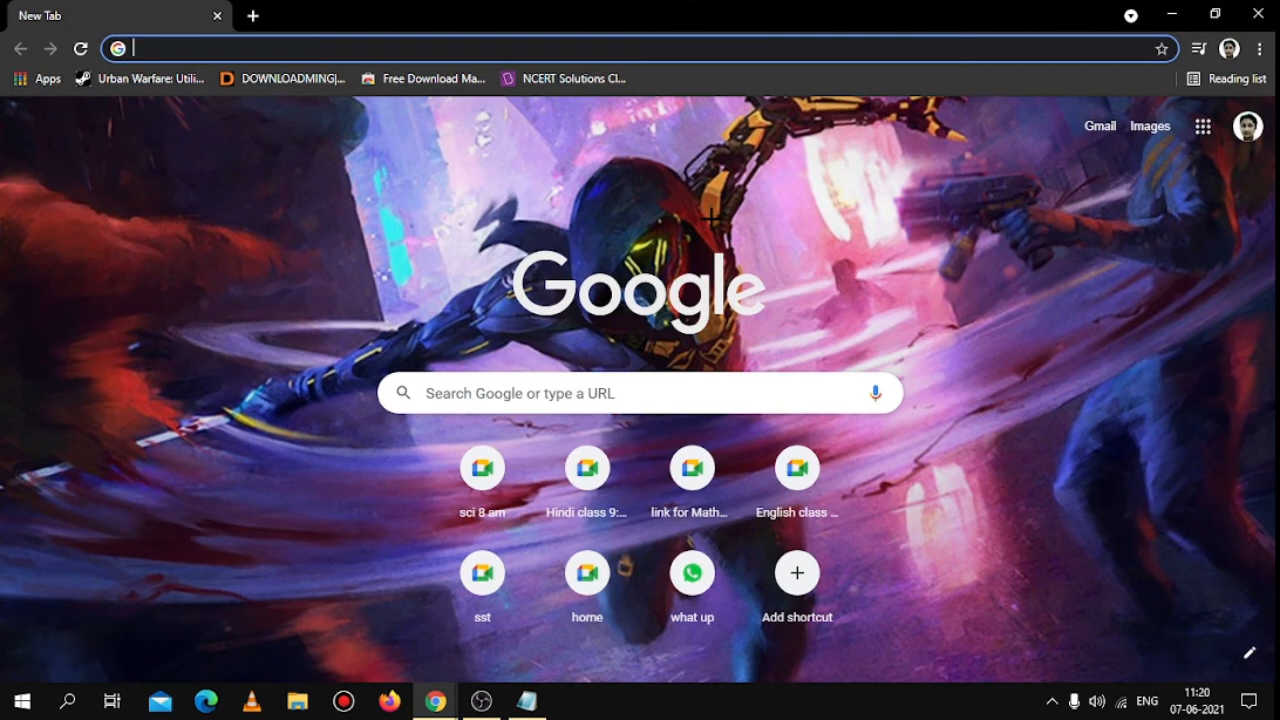 New Tab
Apps
Urban Warfare: Utili...
DOWNLOADMING|...
Free Download Ma...
NCERT Solutions Cl...
Reading list
Gmail
Images
Google
Search Google or type a URL
sci 8 am
Hindi class 9:...
link for Math...
English class ...
sst
home
what up
Add shortcut
ENG
11:20
07-06-2021